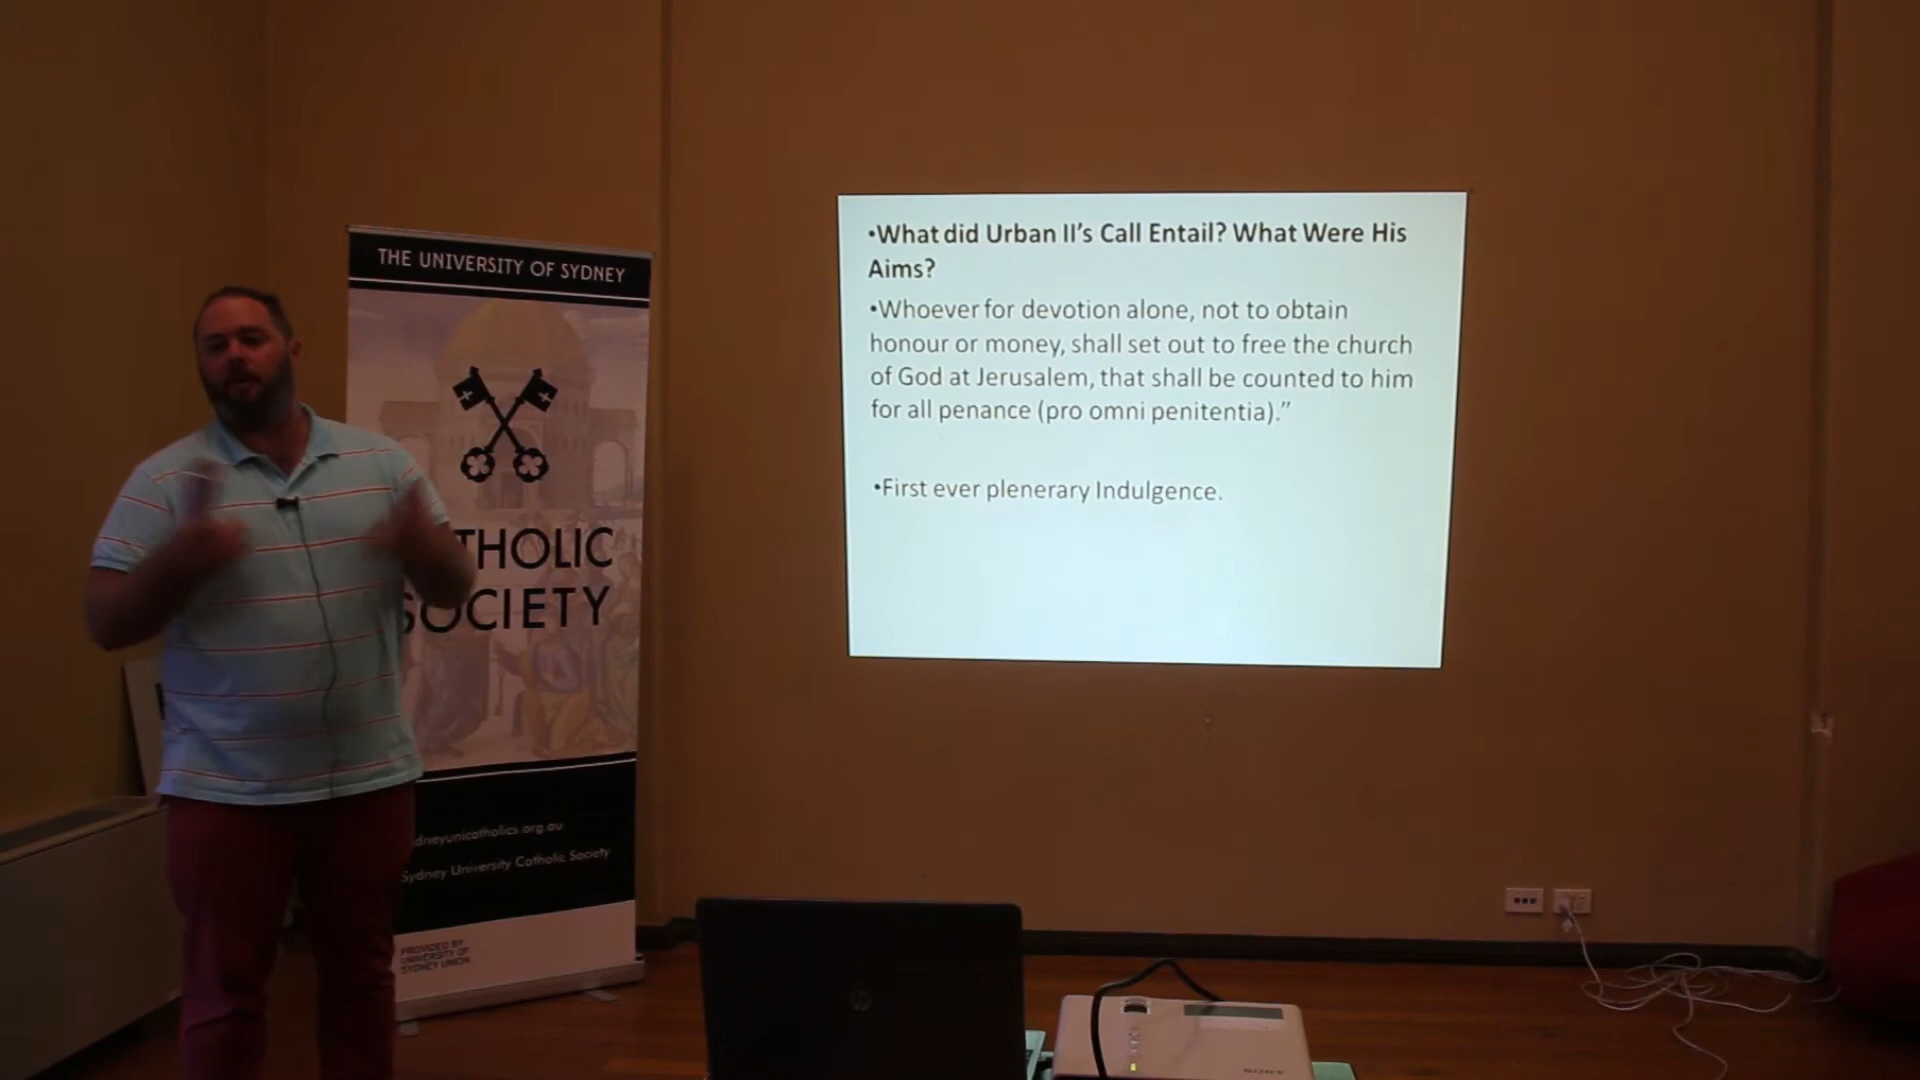 THE UNIVERSITY OF SYDNEY
THOLIC
SOCIETY
dneyunicatholics.org.au
Sydney University Catholic Society
PROVIDED BY
UNIVERSITY OF
SYDNEY UNION
•What did Urban II's Call Entail? What Were His
Aims?
•Whoever for devotion alone, not to obtain
honour or money, shall set out to free the church
of God at Jerusalem, that shall be counted to him
for all penance (pro omni penitentia)."
•First ever plenerary Indulgence.
hp
SONY